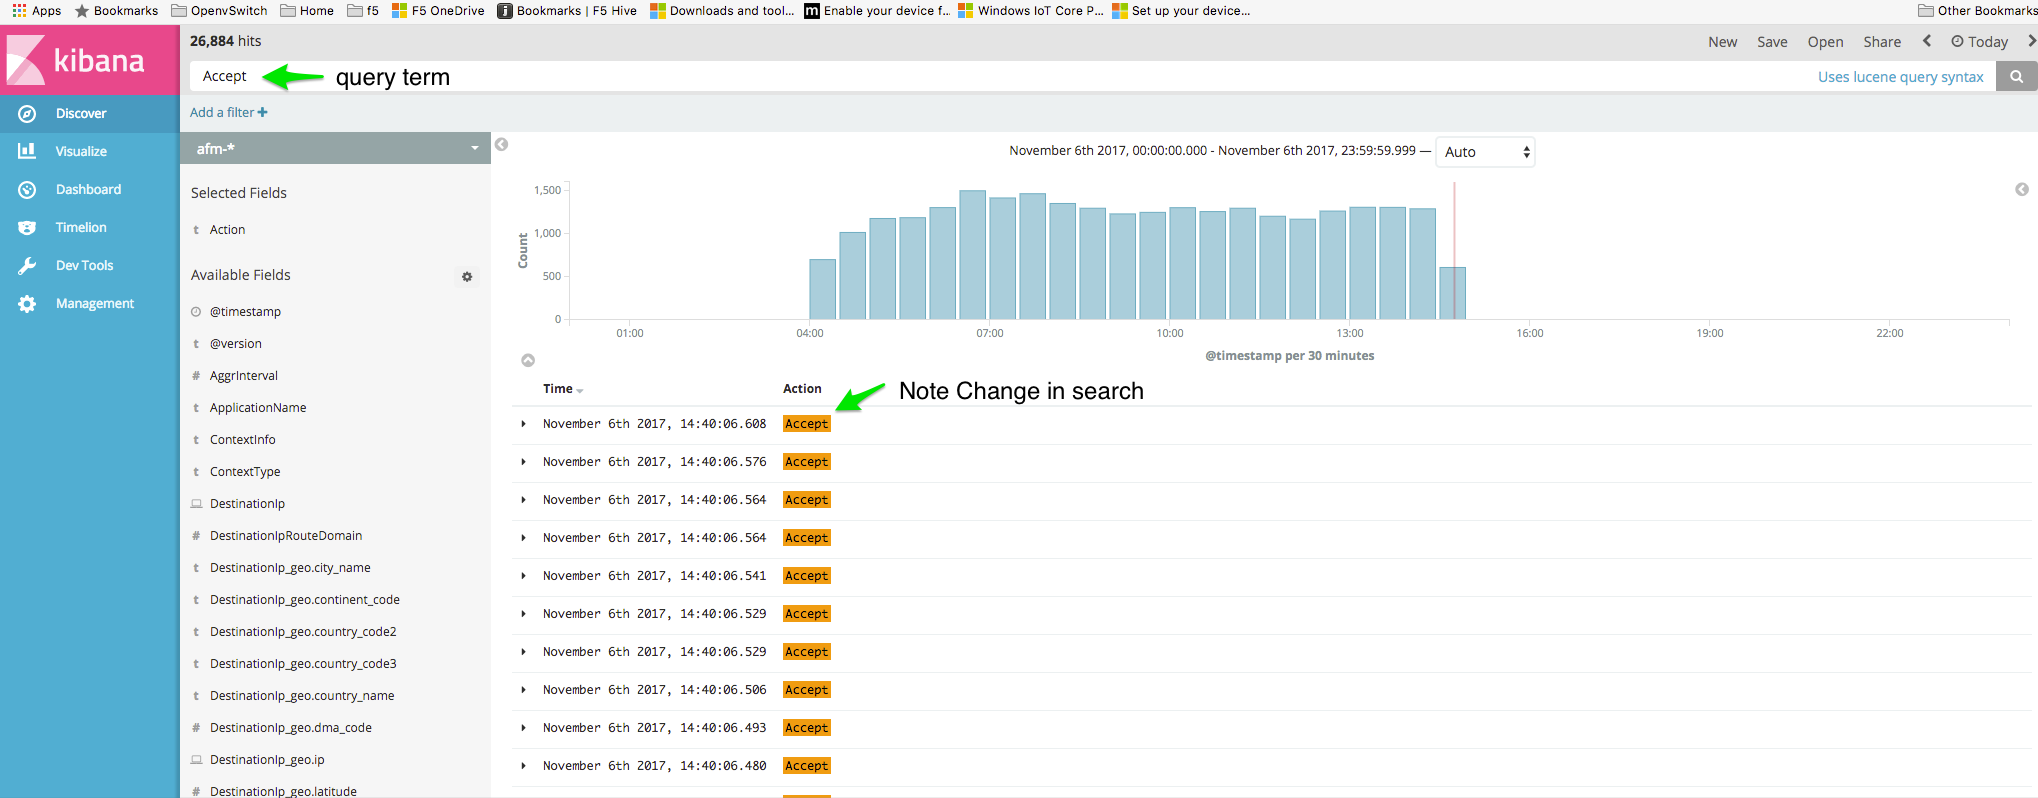 Apps Bookmarks OpenvSwitch Home f5 F5 OneDrive Bookmarks | F5 Hive Downloads and tool... Enable your device f... Windows IoT Core P... Set up your device... Other Bookmarks
kibana
26,884 hits
New Save Open Share Today
Accept
query term
Uses lucene query syntax
Add a filter +
Discover
Visualize
Dashboard
Timelion
Dev Tools
Management
afm-*
Selected Fields
t Action
Available Fields
@timestamp
t @version
# AggrInterval
t ApplicationName
t ContextInfo
t ContextType
DestinationIp
# DestinationIpRouteDomain
t DestinationIp_geo.city_name
t DestinationIp_geo.continent_code
t DestinationIp_geo.country_code2
t DestinationIp_geo.country_code3
t DestinationIp_geo.country_name
# DestinationIp_geo.dma_code
DestinationIp_geo.ip
# DestinationIp_geo.latitude
November 6th 2017, 00:00:00.000 - November 6th 2017, 23:59:59.999 — Auto
Count
1,500
1,000
500
0
01:00 04:00 07:00 10:00 13:00 16:00 19:00 22:00
@timestamp per 30 minutes
Time Action
Note Change in search
November 6th 2017, 14:40:06.608 Accept
November 6th 2017, 14:40:06.576 Accept
November 6th 2017, 14:40:06.564 Accept
November 6th 2017, 14:40:06.564 Accept
November 6th 2017, 14:40:06.541 Accept
November 6th 2017, 14:40:06.529 Accept
November 6th 2017, 14:40:06.529 Accept
November 6th 2017, 14:40:06.506 Accept
November 6th 2017, 14:40:06.493 Accept
November 6th 2017, 14:40:06.480 Accept